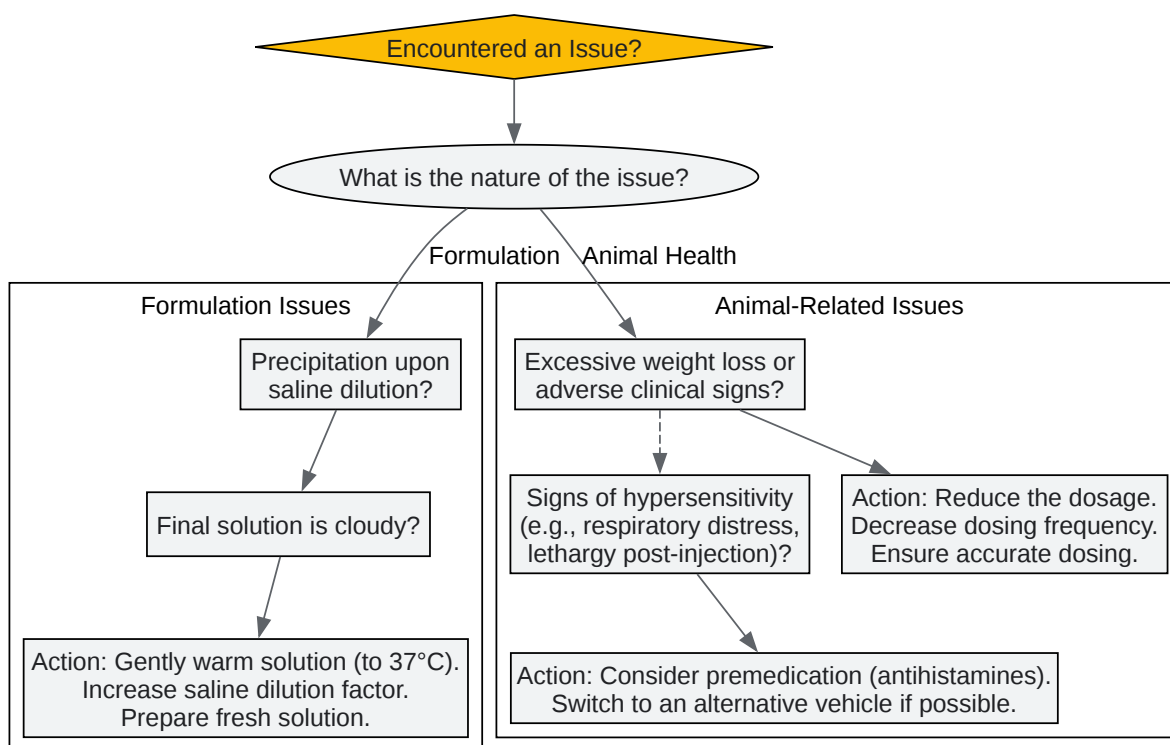 Encountered an Issue?
What is the nature of the issue?
Formulation
Animal Health
Formulation Issues
Precipitation upon
saline dilution?
Final solution is cloudy?
Action: Gently warm solution (to 37°C).
Increase saline dilution factor.
Prepare fresh solution.
Animal-Related Issues
Excessive weight loss or
adverse clinical signs?
Signs of hypersensitivity
(e.g., respiratory distress,
lethargy post-injection)?
Action: Reduce the dosage.
Decrease dosing frequency.
Ensure accurate dosing.
Action: Consider premedication (antihistamines).
Switch to an alternative vehicle if possible.